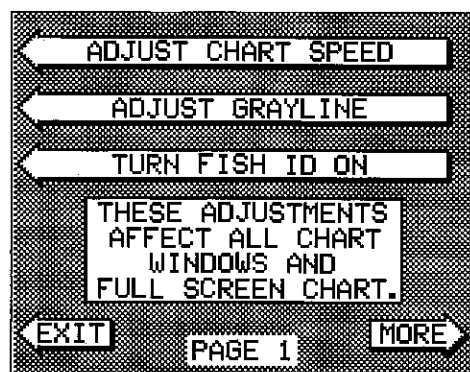 ADJUST CHART SPEED
ADJUST GRAYLINE
TURN FISH ID ON
THESE ADJUSTMENTS
AFFECT ALL CHART
WINDOWS AND
FULL SCREEN CHART.
EXIT
PAGE 1
MORE